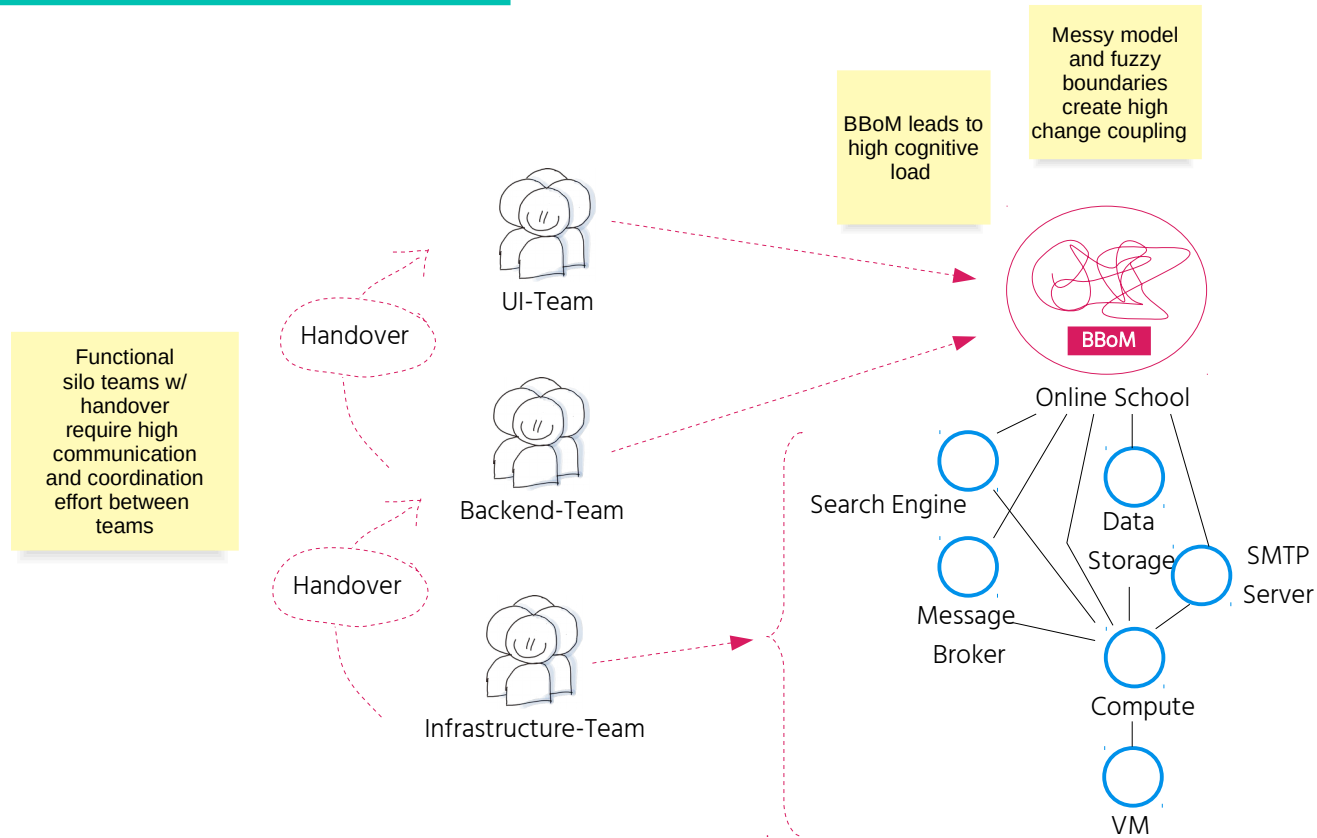 Messy model
and fuzzy
boundaries
create high
change coupling
BBoM leads to
high cognitive
load
UI-Team
Handover
BBoM
Functional
silo teams w/
handover
require high
communication
and coordination
effort between
teams
Online School
Backend-Team
Search Engine
Data
Storage
SMTP
Server
Handover
Message
Broker
Infrastructure-Team
Compute
VM